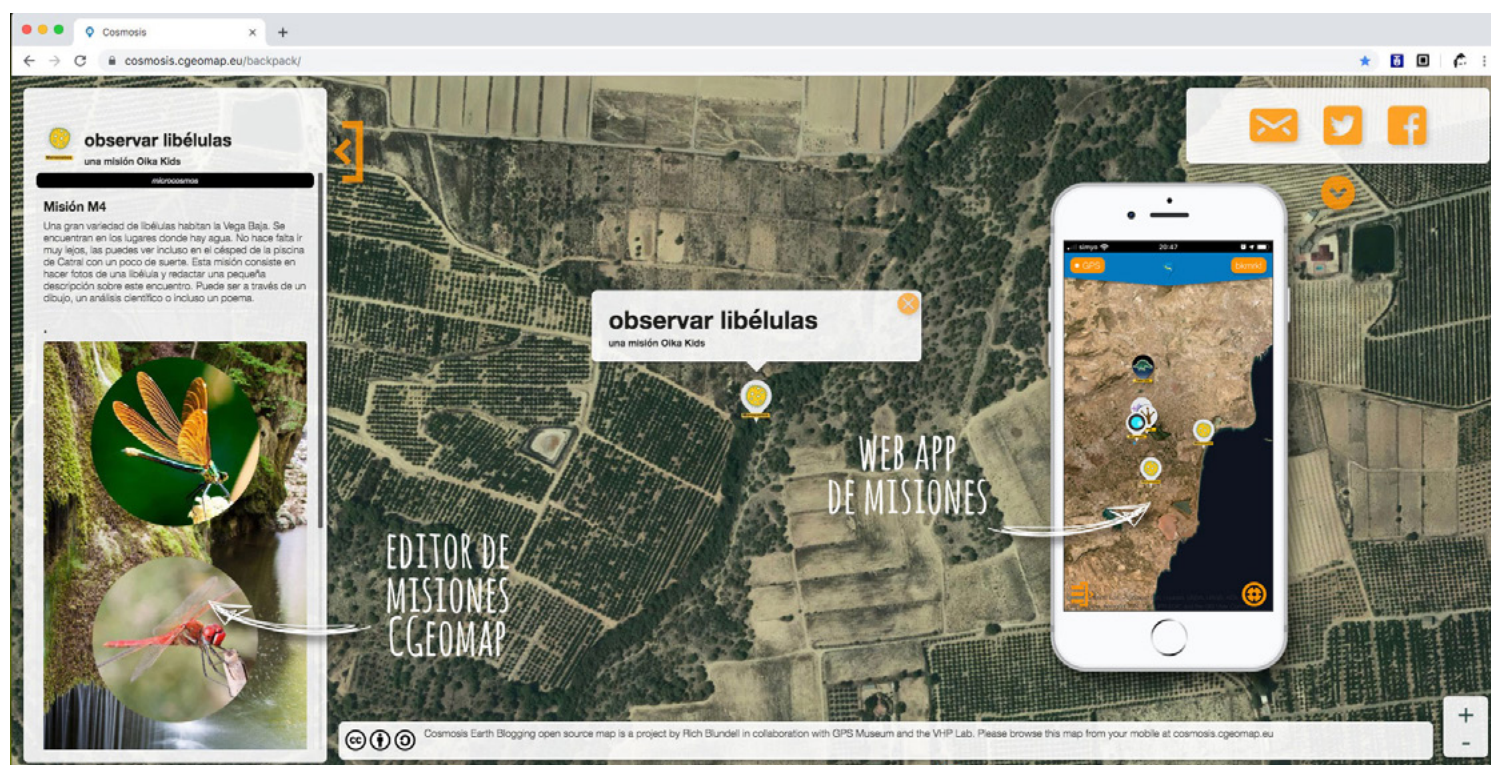 Cosmosis
cosmosis.cgeomap.eu/backpack/
observar libélulas
una misión Oika Kids
microcosmos
Misión M4
Una gran variedad de libélulas habitan la Vega Baja. Se
encuentran en los lugares donde hay agua. No hace falta ir
muy lejos, las puedes ver incluso en el césped de la piscina
de Catral con un poco de suerte. Esta misión consiste en
hacer fotos de una libélula y redactar una pequeña
descripción sobre este encuentro. Puede ser a través de un
dibujo, un análisis científico o incluso un poema.
.
observar libélulas
una misión Oika Kids
EDITOR DE
MISIONES
CGEOMAP
WEB APP
DE MISIONES
simyo 20:47
GPS
bkmrk!
Cosmosis Earth Blogging open source map is a project by Rich Blundell in collaboration with GPS Museum and the VHP Lab. Please browse this map from your mobile at cosmosis.cgeomap.eu
+
-